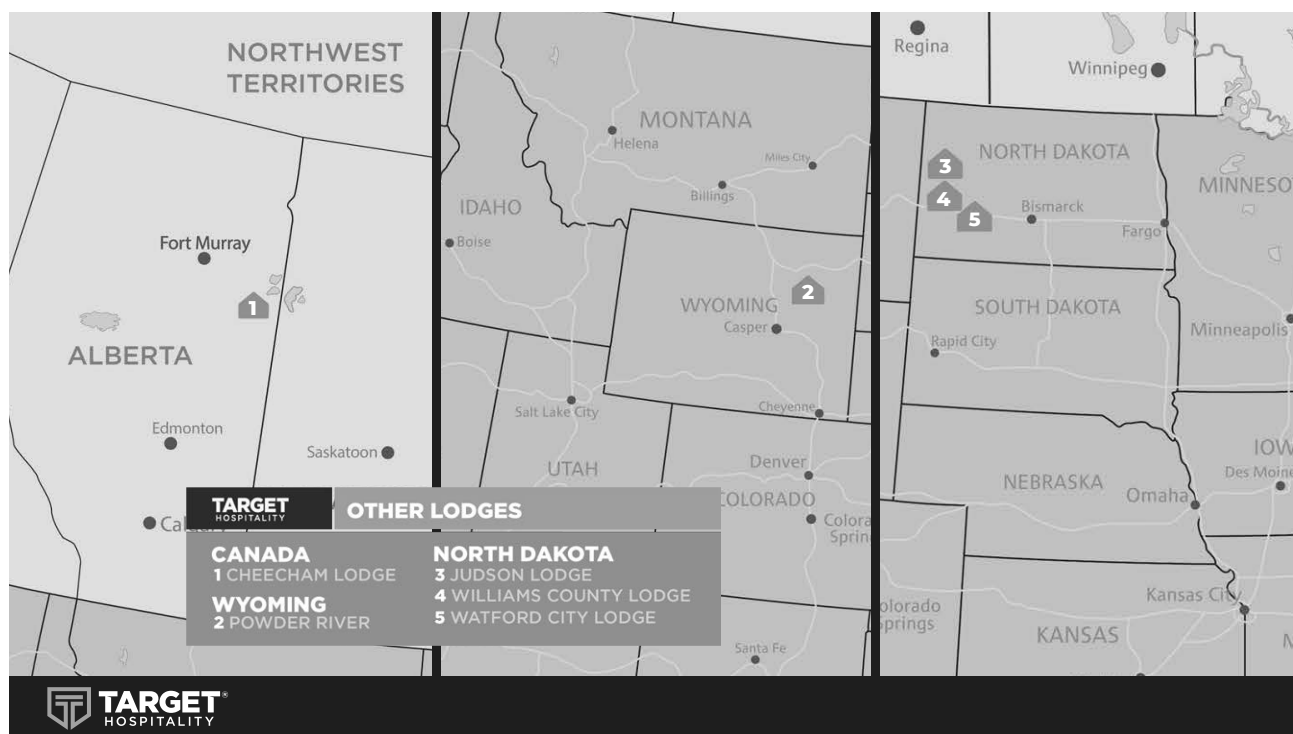 NORTHWEST
TERRITORIES
Fort Murray
1
ALBERTA
Edmonton
Saskatoon
MONTANA
Helena
Miles City
Billings
IDAHO
Boise
2
WYOMING
Casper
Salt Lake City
Cheyenne
UTAH
Denver
COLORADO
Santa Fe
Regina
Winnipeg
3
NORTH DAKOTA
4
MINNESO
5
Bismarck
Fargo
SOUTH DAKOTA
Minneapolis
Rapid City
IOW
NEBRASKA
Des Moine
Omaha
Colora
Sprin
olorado
prings
Kansas City
KANSAS
TARGET
HOSPITALITY
OTHER LODGES
CANADA
1 CHEECHAM LODGE
WYOMING
2 POWDER RIVER
NORTH DAKOTA
3 JUDSON LODGE
4 WILLIAMS COUNTY LODGE
5 WATFORD CITY LODGE
TARGET®
HOSPITALITY